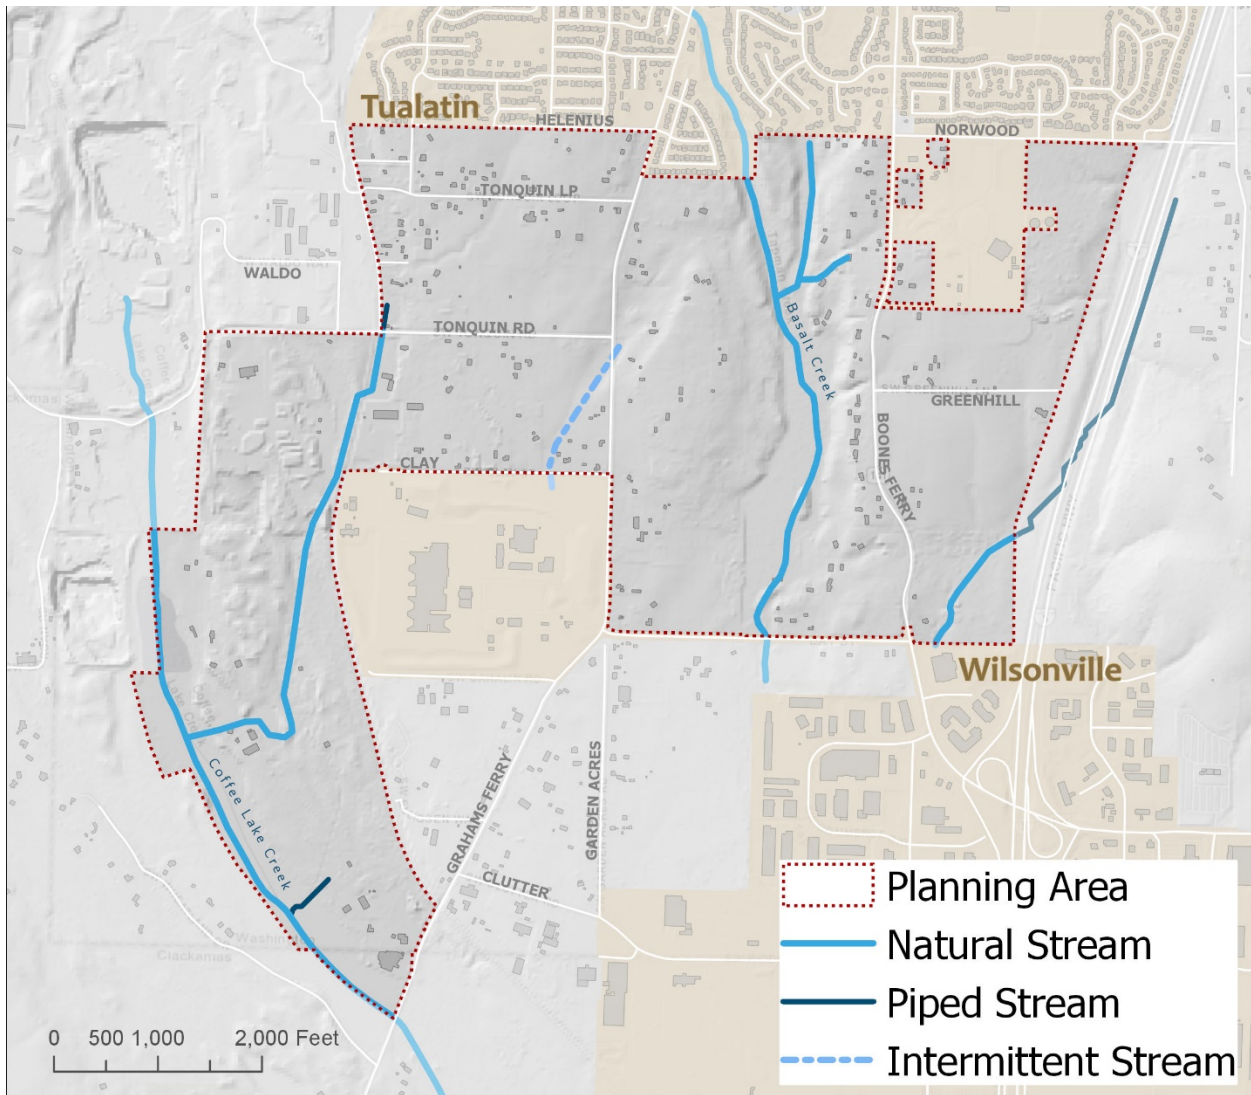 Tualatin
HELENIUS
NORWOOD
TONQUIN LP
WALDO
TONQUIN RD
Basalt Creek
GREENHILL
BOONES FERRY
CLAY
Wilsonville
Coffee Lake Creek
GRAHAMS FERRY
GARDEN ACRES
CLUTTER
Washington
Clackamas
0 500 1,000 2,000 Feet
Planning Area
Natural Stream
Piped Stream
Intermittent Stream